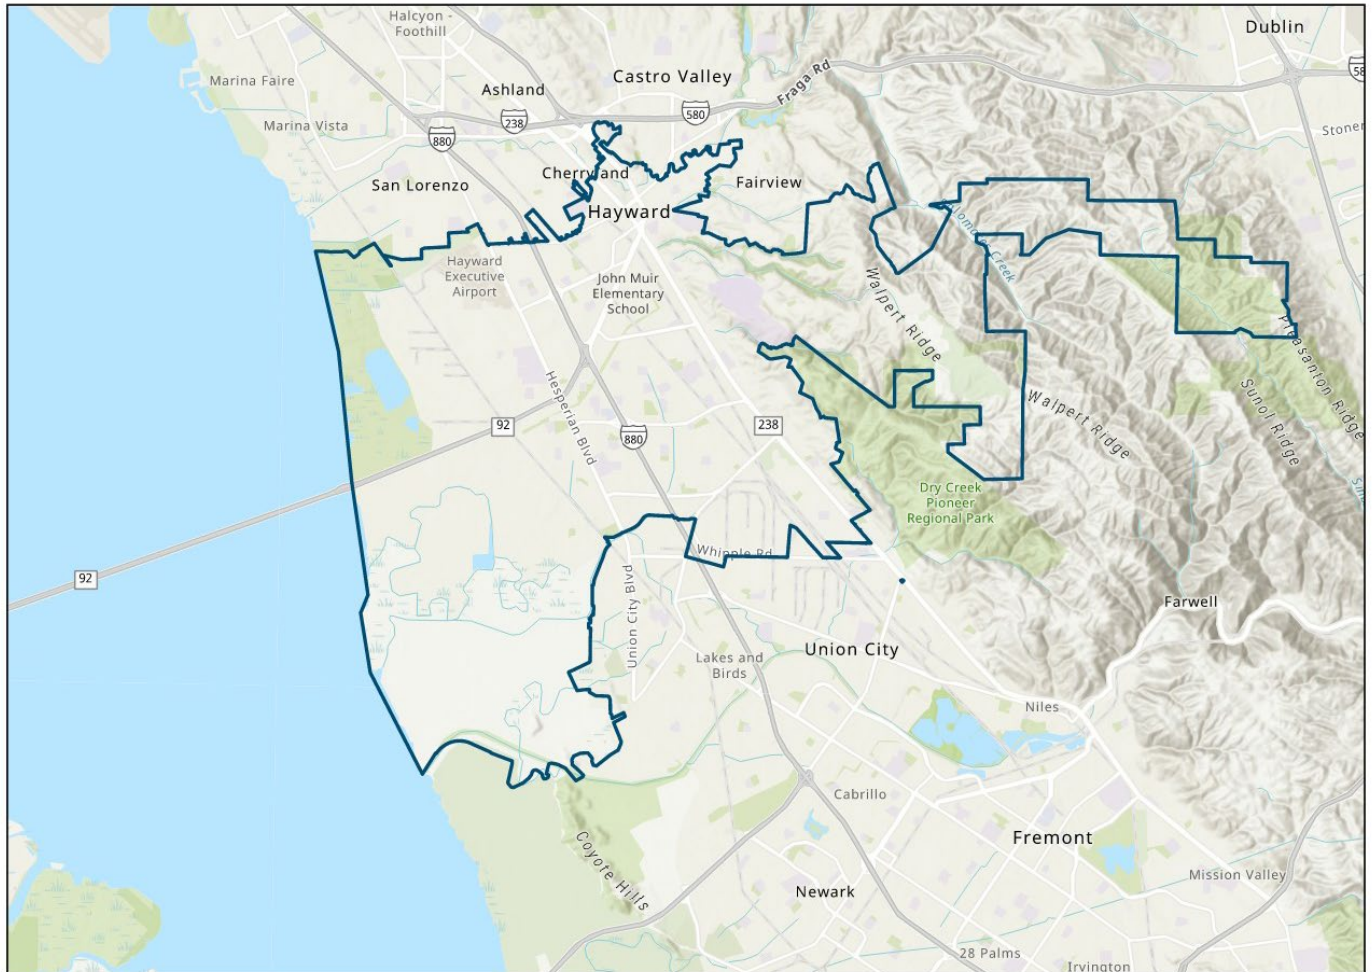 Halcyon -
Foothill
Dublin
Marina Faire
Castro Valley
Fraga Rd
Ashland
580
58
238
Marina Vista
880
Stoner
San Lorenzo
Cherryland
Fairview
Hayward
Hayward
Executive
Airport
John Muir
Elementary
School
Creek
Walpert Ridge
Pleasanton Ridge
Hesperian Blvd
Walpert Ridge
Sunol Ridge
92
238
880
Dry Creek
Pioneer
Regional Park
Whipple Rd
92
Union City Blvd
Farwell
Union City
Lakes and
Birds
Niles
Cabrillo
Fremont
Coyote Hills
Mission Valley
Newark
28 Palms
Irvington